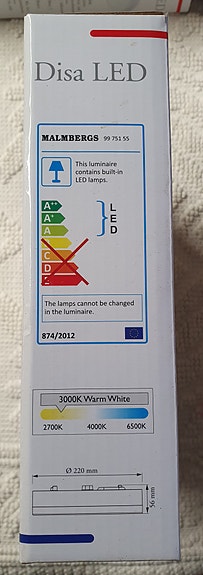 Disa LED
MALMBERGS 99 751 55
This luminaire
contains built-in
LED lamps.
A++
A+
A
B
C
D
E
L
E
D
The lamps cannot be changed
in the luminaire.
874/2012
3000K Warm White
2700K 4000K 6500K
Ø 220 mm
56 mm